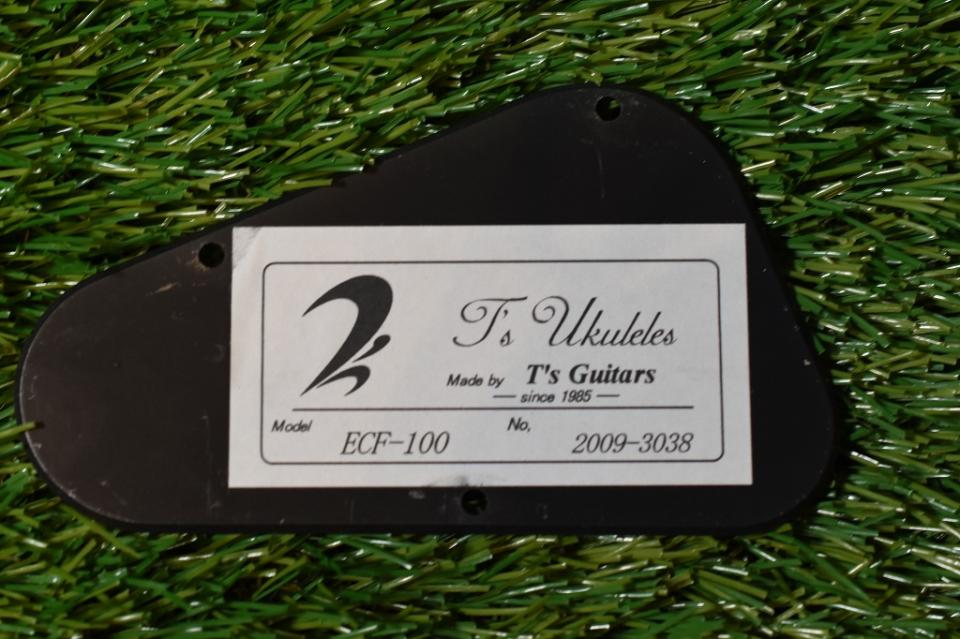 T's Ukuleles
Made by T's Guitars
— since 1985 —
Model ECF-100 No, 2009-3038